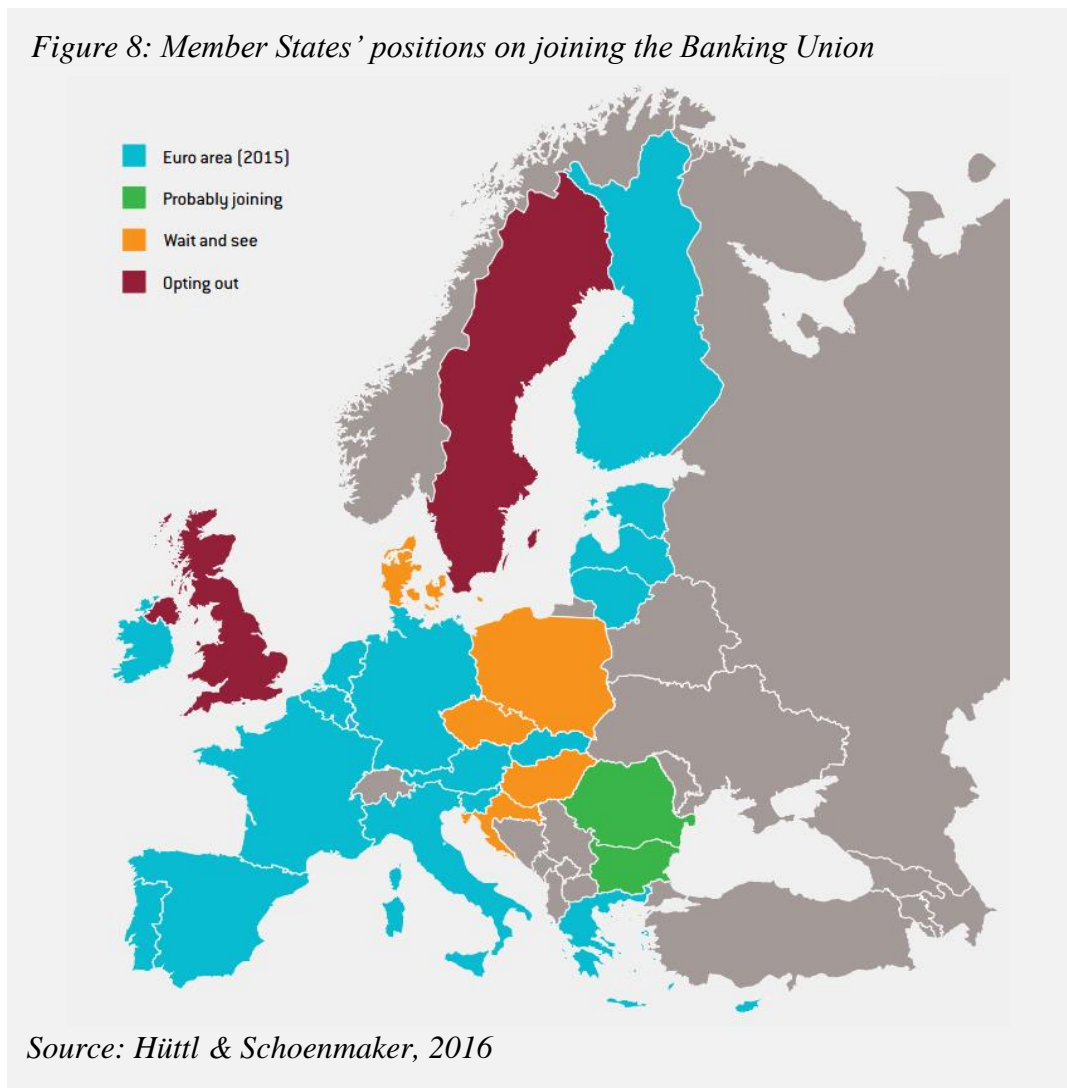 Figure 8: Member States’ positions on joining the Banking Union
Euro area (2015)
Probably joining
Wait and see
Opting out
Source: Hüttl & Schoenmaker, 2016